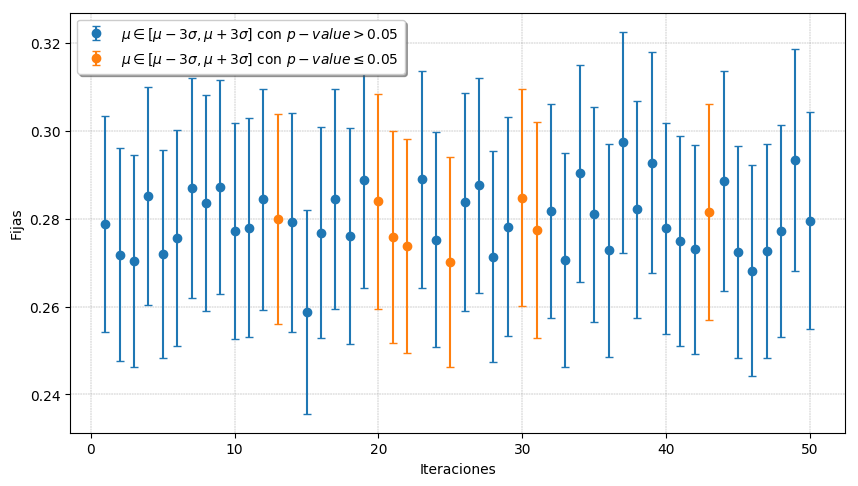 μ ∈ [μ − 3σ, μ + 3σ] con p − value > 0.05
μ ∈ [μ − 3σ, μ + 3σ] con p − value ≤ 0.05
0.32
0.30
0.28
0.26
0.24
Fijas
0 10 20 30 40 50
Iteraciones